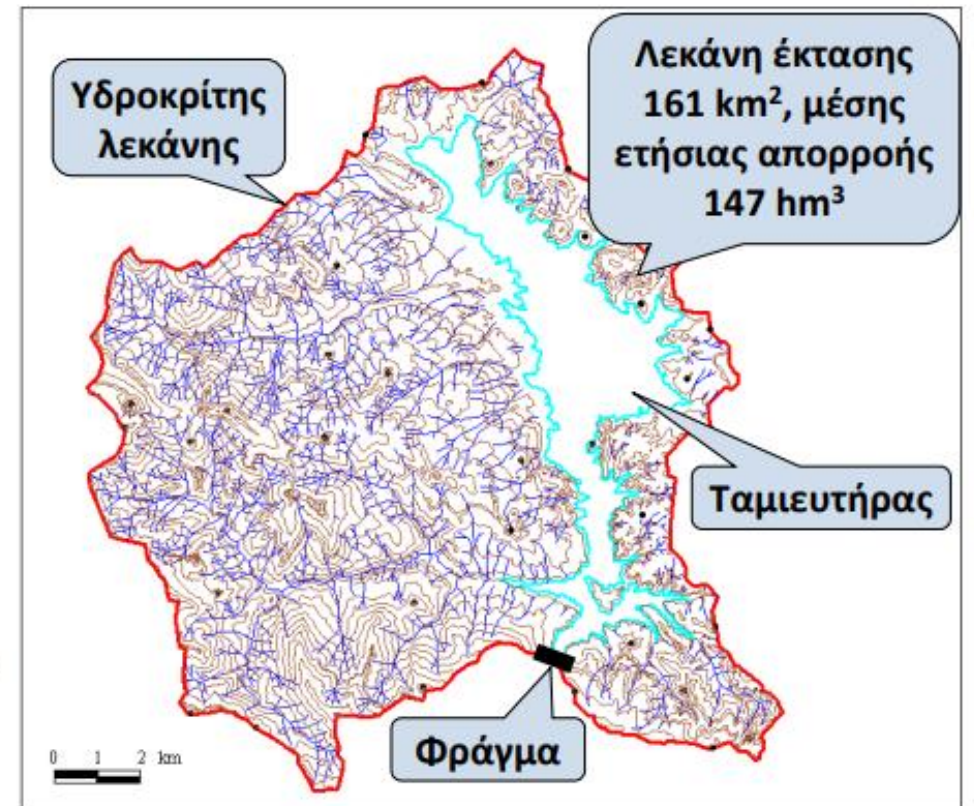 Υδροκρίτης
λεκάνης
Λεκάνη έκτασης
161 km², μέσης
ετήσιας απορροής
147 hm³
Ταμιευτήρας
Φράγμα
0 1 2 km